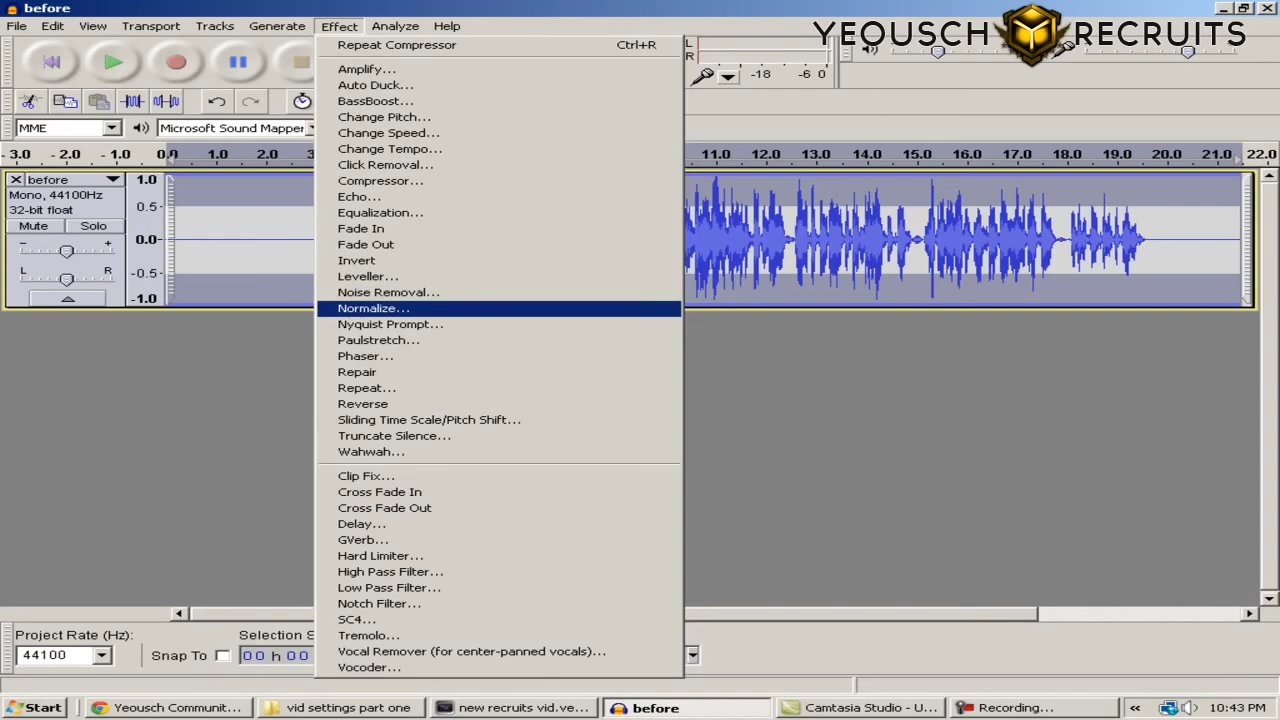 before
File Edit View Transport Tracks Generate Effect Analyze Help
YEOUSCH RECRUITS
Repeat Compressor Ctrl+R
Amplify...
Auto Duck...
BassBoost...
Change Pitch...
Change Speed...
Change Tempo...
Click Removal...
Compressor...
Echo...
Equalization...
Fade In
Fade Out
Invert
Leveller...
Noise Removal...
Normalize...
Nyquist Prompt...
Paulstretch...
Phaser...
Repair
Repeat...
Reverse
Sliding Time Scale/Pitch Shift...
Truncate Silence...
Wahwah...
Clip Fix...
Cross Fade In
Cross Fade Out
Delay...
GVerb...
Hard Limiter...
High Pass Filter...
Low Pass Filter...
Notch Filter...
SC4...
Tremolo...
Vocal Remover (for center-panned vocals)...
Vocoder...
L
R
-18 -6 0
MME Microsoft Sound Mapper
- 3.0 - 2.0 - 1.0 0.0 1.0 2.0 11.0 12.0 13.0 14.0 15.0 16.0 17.0 18.0 19.0 20.0 21.0 22.0
before
Mono, 44100Hz
32-bit float
Mute Solo
- +
L R
1.0
0.5
0.0
-0.5
-1.0
Project Rate (Hz):
44100
Snap To
Selection S
00 h 00
Start Yeousch Communit... vid settings part one new recruits vid.ve... before Camtasia Studio - U... Recording... « 10:43 PM